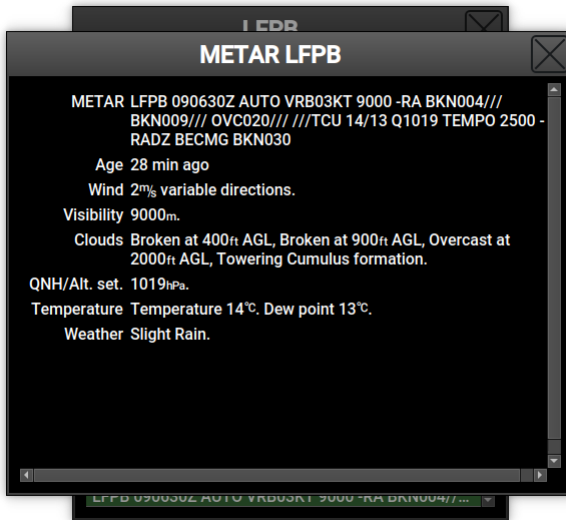 LFPB
METAR LFPB
METAR LFPB 090630Z AUTO VRB03KT 9000 -RA BKN004///
BKN009/// OVC020/// ///TCU 14/13 Q1019 TEMPO 2500 -
RADZ BECMG BKN030
Age 28 min ago
Wind 2m/s variable directions.
Visibility 9000m.
Clouds Broken at 400ft AGL, Broken at 900ft AGL, Overcast at
2000ft AGL, Towering Cumulus formation.
QNH/Alt. set. 1019hPa.
Temperature Temperature 14°C. Dew point 13°C.
Weather Slight Rain.
LFPB 090630Z AUTO VRB03KT 9000 -RA BKN004//...